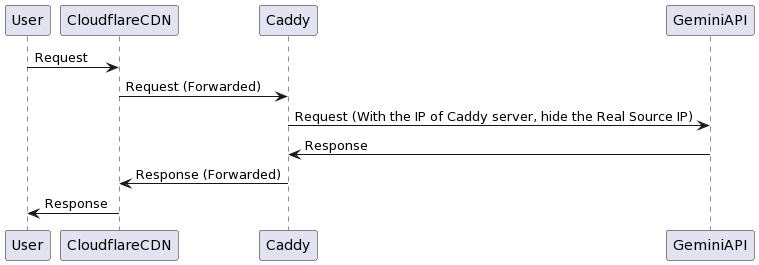 User CloudflareCDN Caddy GeminiAPI
Request
Request (Forwarded)
Request (With the IP of Caddy server, hide the Real Source IP)
Response
Response (Forwarded)
Response
User CloudflareCDN Caddy GeminiAPI